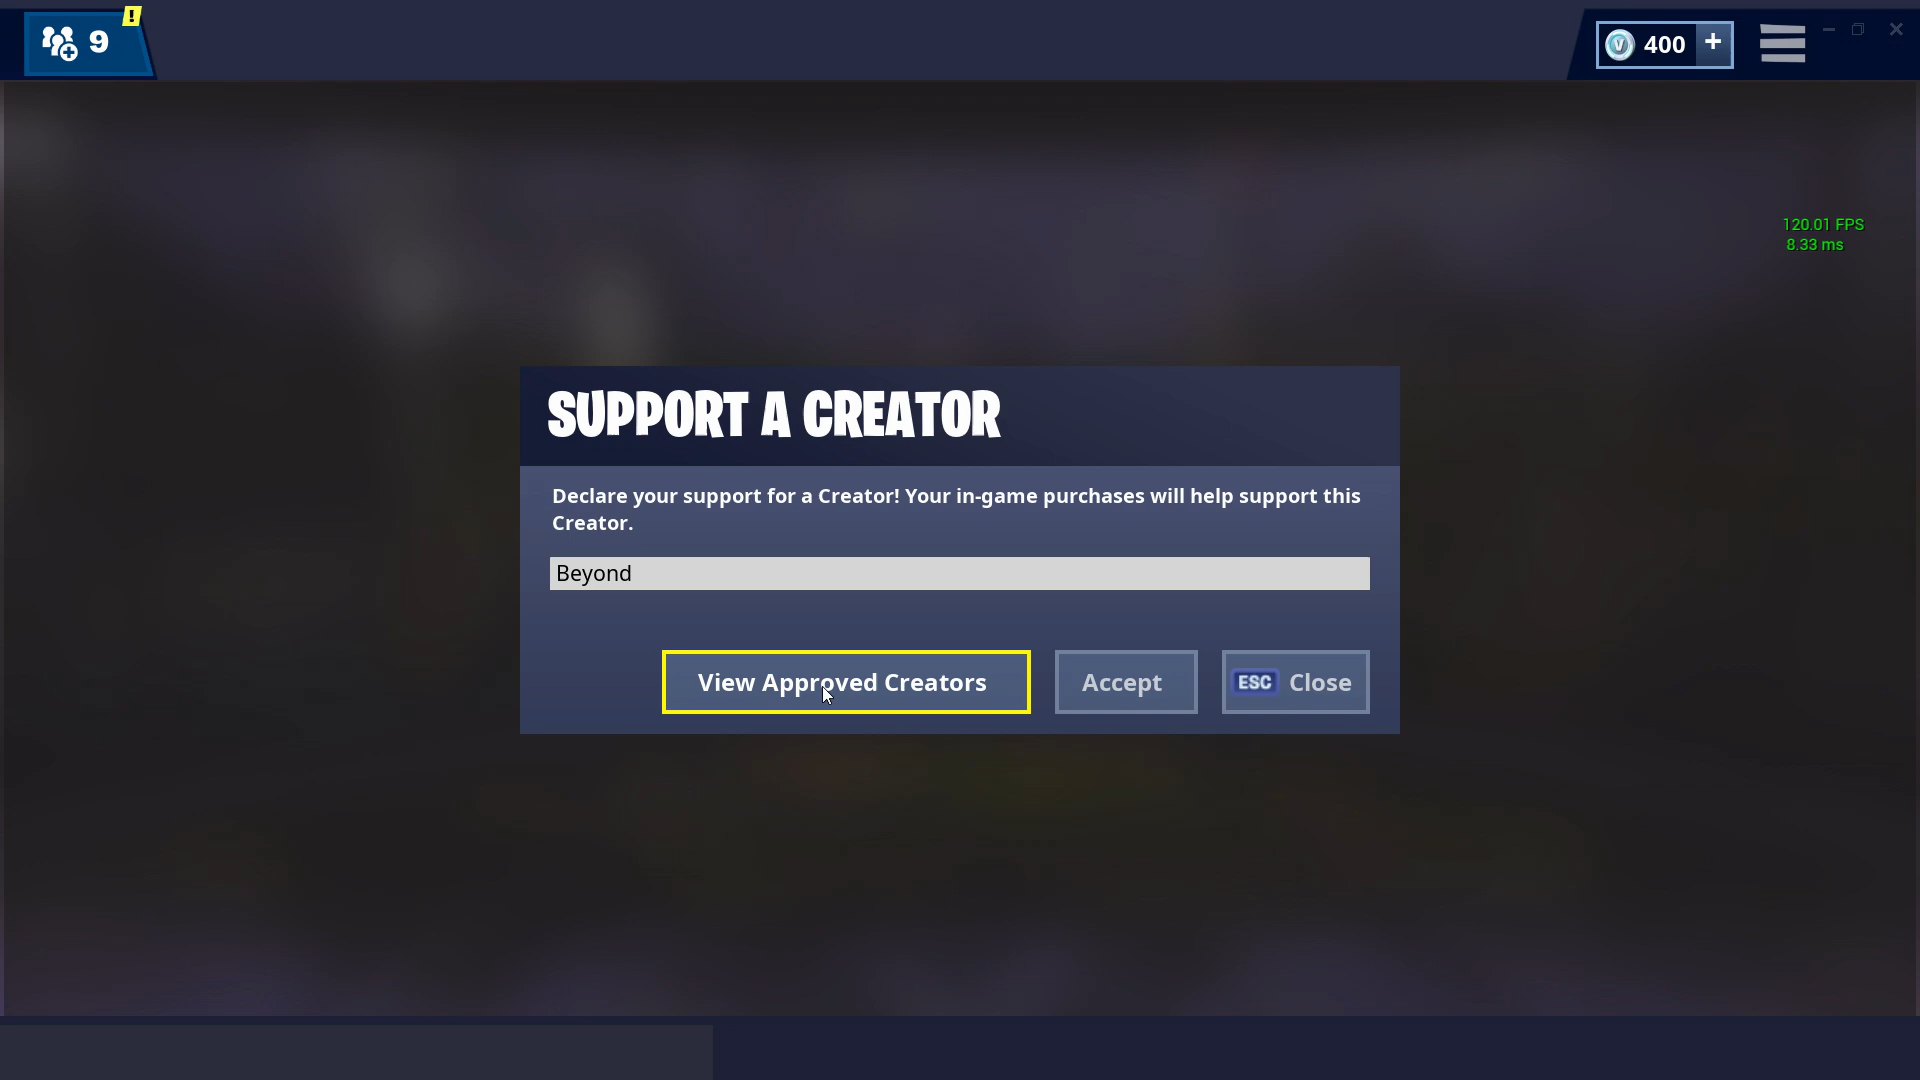 9
!
V 400 +
120.01 FPS
8.33 ms
SUPPORT A CREATOR
Declare your support for a Creator! Your in-game purchases will help support this
Creator.
Beyond
View Approved Creators
Accept
ESC Close